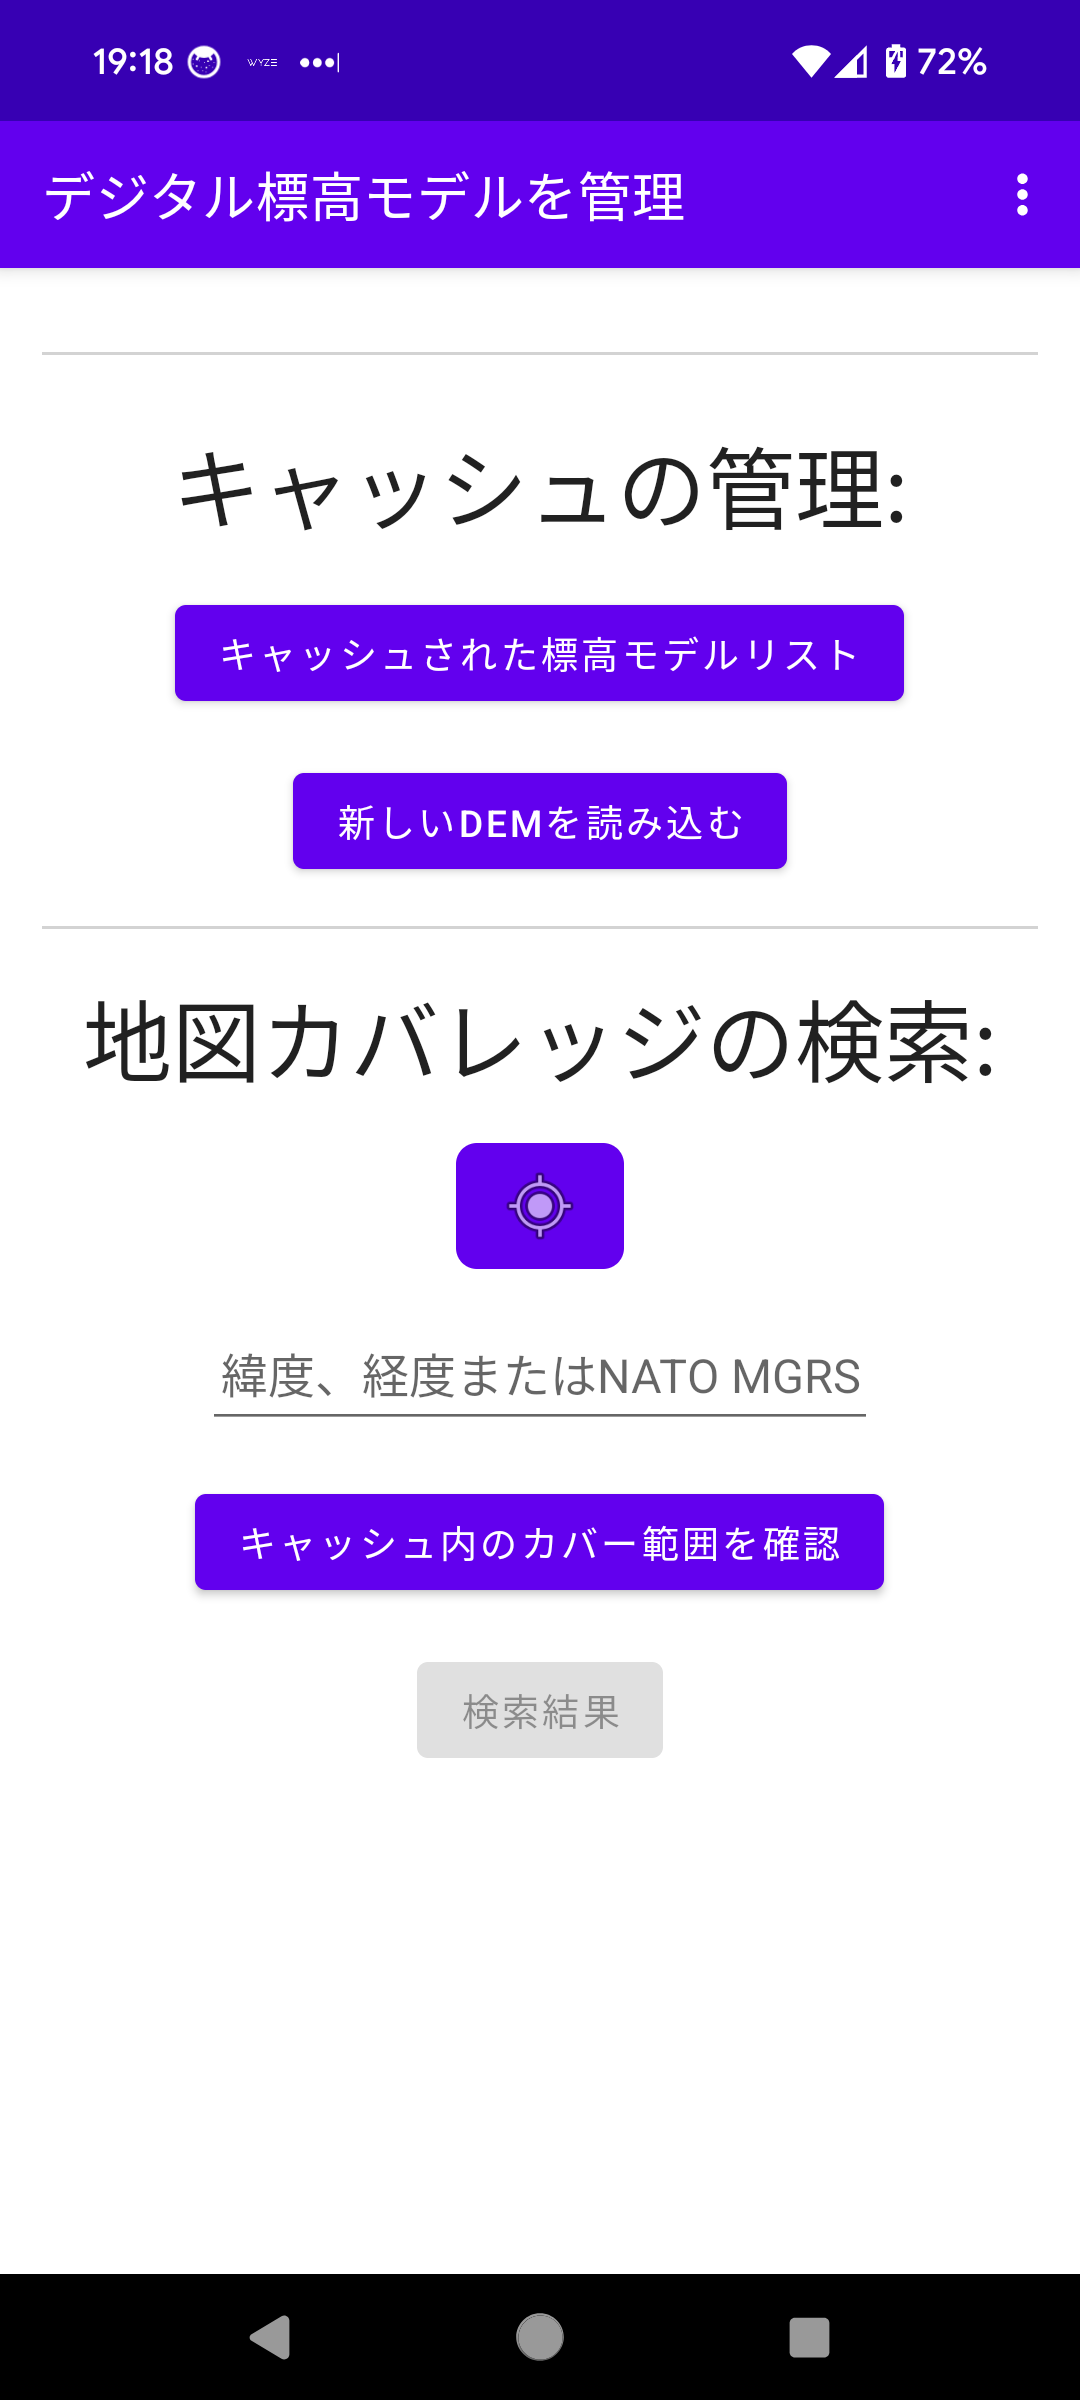 19:18 WYZE 72%
デジタル標高モデルを管理
キャッシュの管理:
キャッシュされた標高モデルリスト
新しいDEMを読み込む
地図カバレッジの検索:
緯度、経度またはNATO MGRS
キャッシュ内のカバー範囲を確認
検索結果